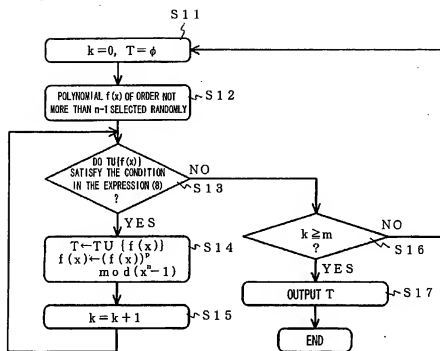 S11
k=0, T=φ
POLYNOMIAL f(x) OF ORDER NOT
MORE THAN n-1 SELECTED RANDOMLY
S12
DO TU{f(x)}
SATISFY THE CONDITION
IN THE EXPRESSION (8)
?
S13
NO
YES
T←TU {f(x)}
f(x)←(f(x))ᵖ
mod(xⁿ-1)
S14
k=k+1
S15
k≧m
?
NO
S16
YES
OUTPUT T
S17
END